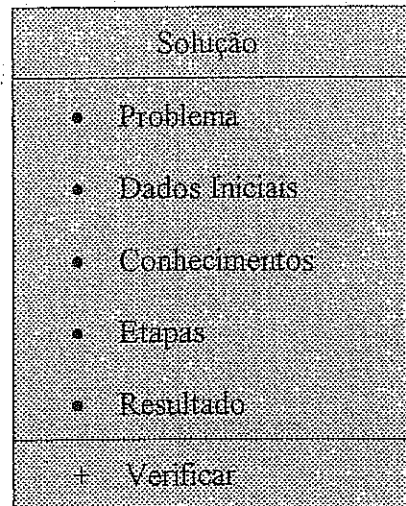 Solução
• Problema
• Dados Iniciais
• Conhecimentos
• Etapas
• Resultado
+ Verificar